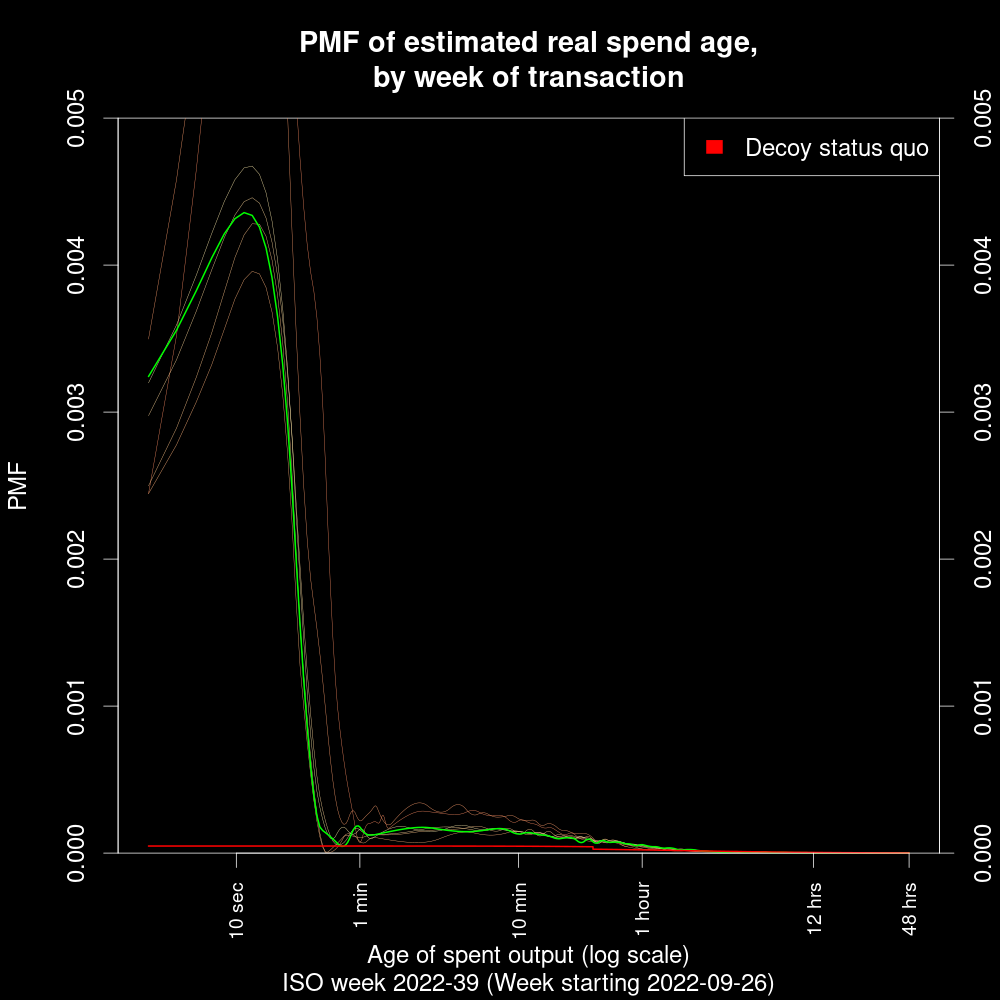 PMF of estimated real spend age,
by week of transaction
Decoy status quo
PMF
0.005
0.004
0.003
0.002
0.001
0.000
0.005
0.004
0.003
0.002
0.001
0.000
10 sec
1 min
10 min
1 hour
12 hrs
48 hrs
Age of spent output (log scale)
ISO week 2022-39 (Week starting 2022-09-26)